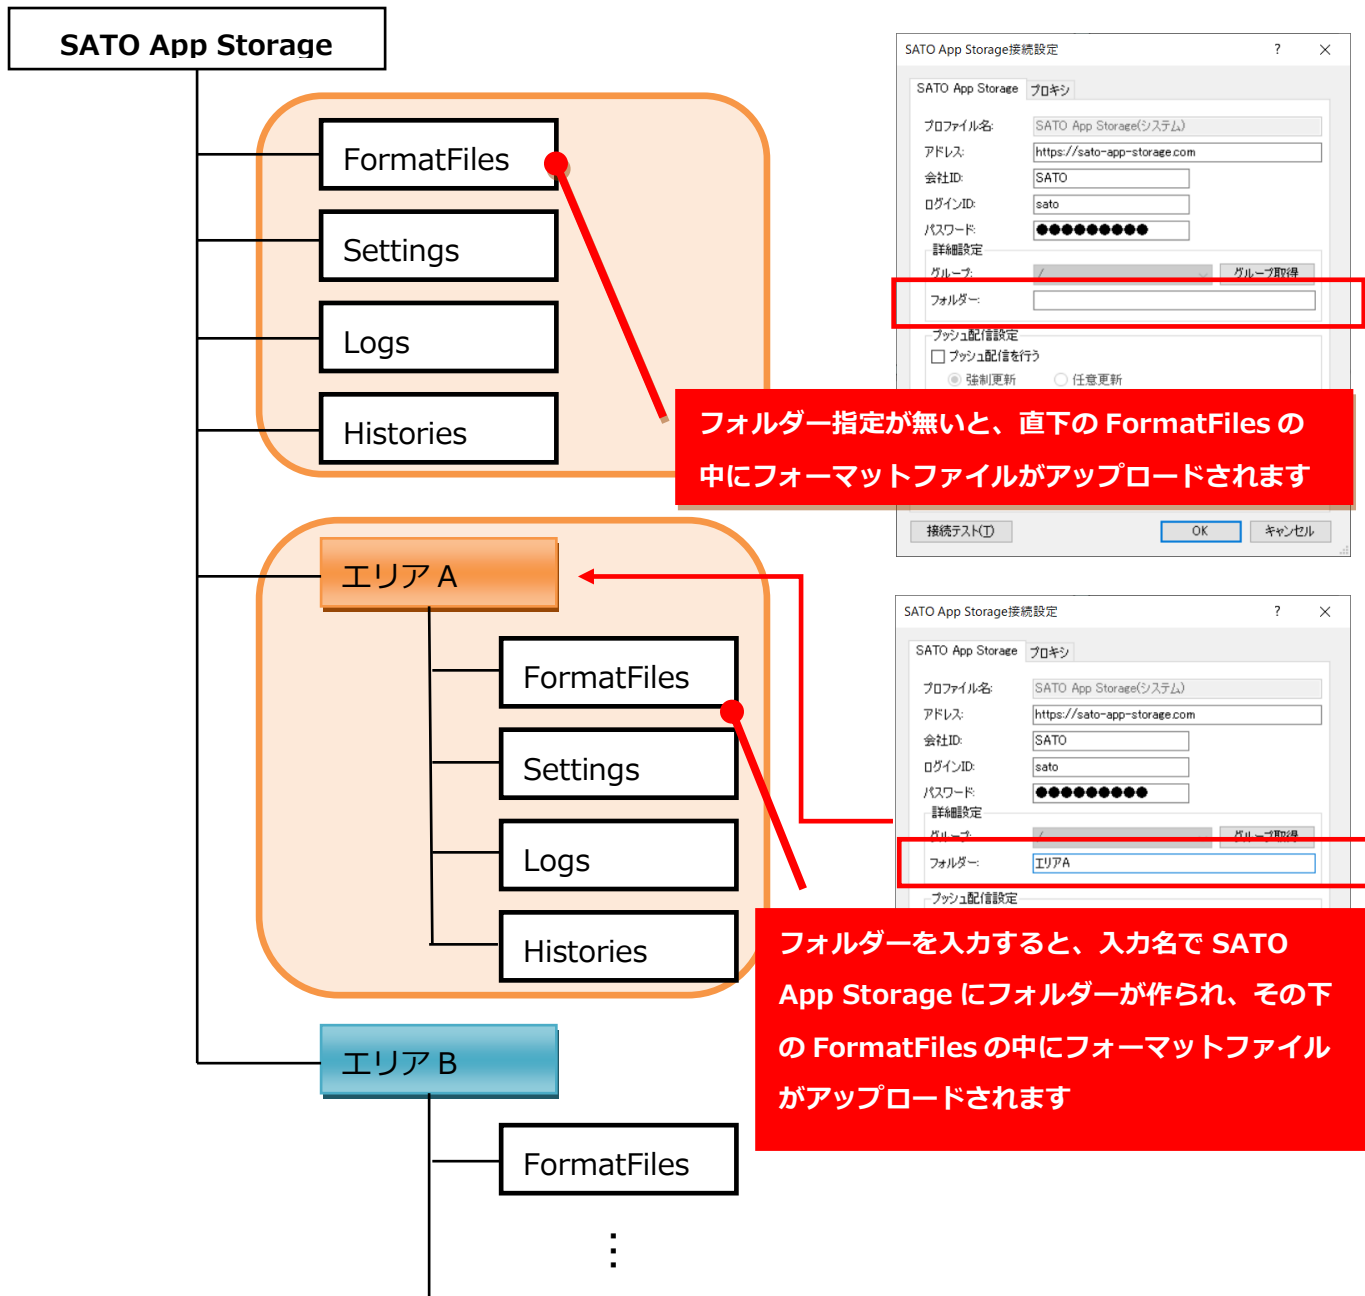 SATO App Storage
FormatFiles
Settings
Logs
Histories
エリア A
FormatFiles
Settings
Logs
Histories
エリア B
FormatFiles
⋮
SATO App Storage接続設定
? ×
SATO App Storage プロキシ
プロファイル名: SATO App Storage(システム)
アドレス: https://sato-app-storage.com
会社ID: SATO
ログインID: sato
パスワード: ●●●●●●●●●
詳細設定
グループ: / グループ取得
フォルダー:
プッシュ配信設定
プッシュ配信を行う
強制更新 任意更新
フォルダー指定が無いと、直下の FormatFiles の
中にフォーマットファイルがアップロードされます
接続テスト(T) OK キャンセル
SATO App Storage接続設定
? ×
SATO App Storage プロキシ
プロファイル名: SATO App Storage(システム)
アドレス: https://sato-app-storage.com
会社ID: SATO
ログインID: sato
パスワード: ●●●●●●●●●
詳細設定
グループ: / グループ取得
フォルダー: エリアA
プッシュ配信設定
フォルダーを入力すると、入力名で SATO
App Storage にフォルダーが作られ、その下
の FormatFiles の中にフォーマットファイル
がアップロードされます